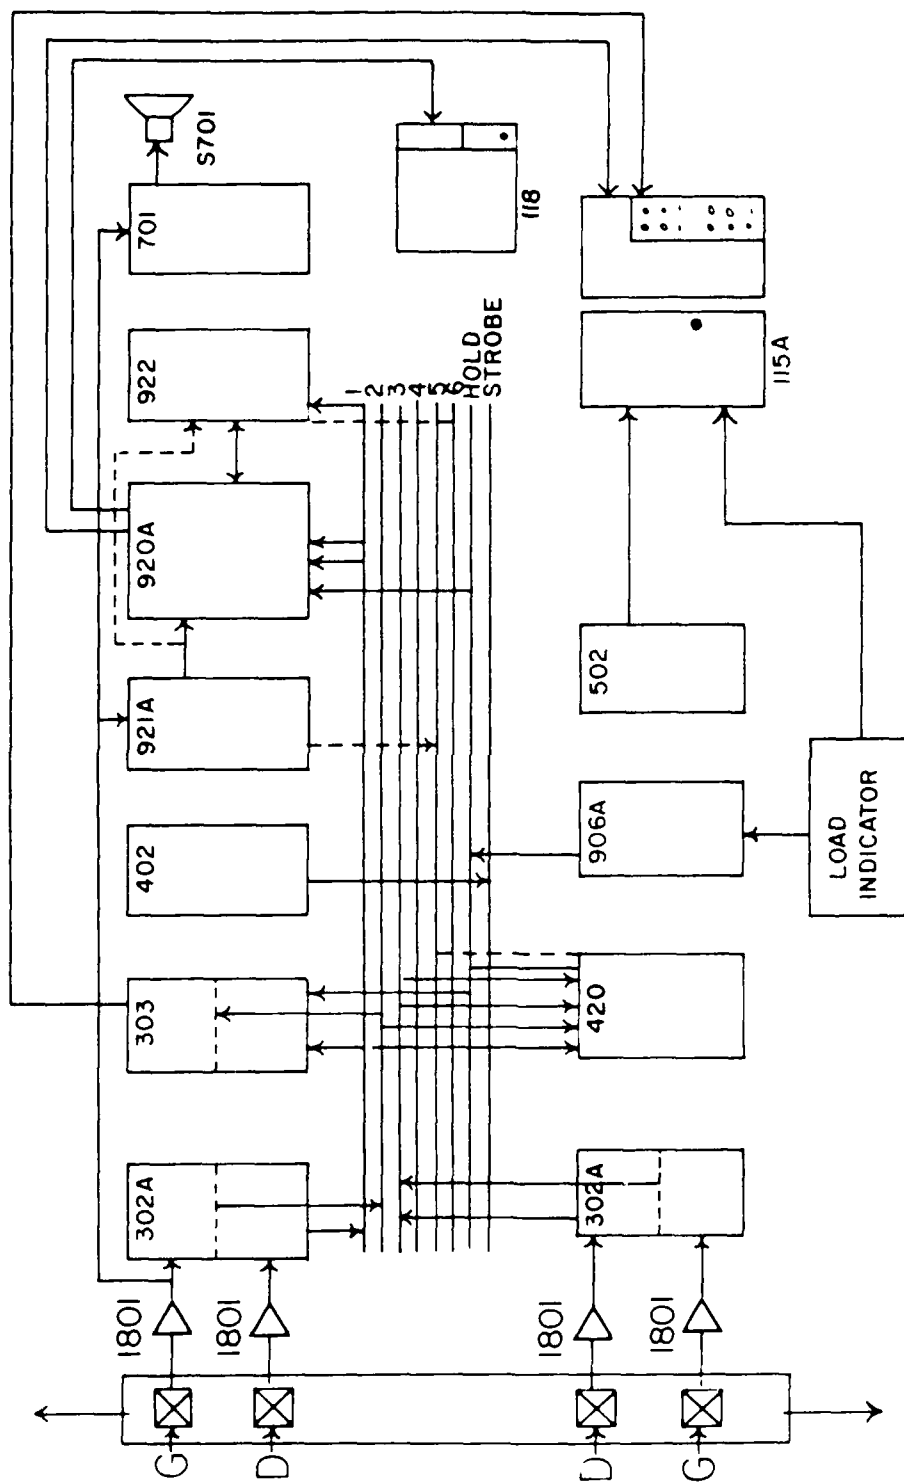 S701
701
118
922
1
2
3
4
5
6
HOLD
STROBE
115A
920A
921A
502
402
906A
LOAD
INDICATOR
303
420
302A
302A
1801
1801
1801
1801
G
D
D
G